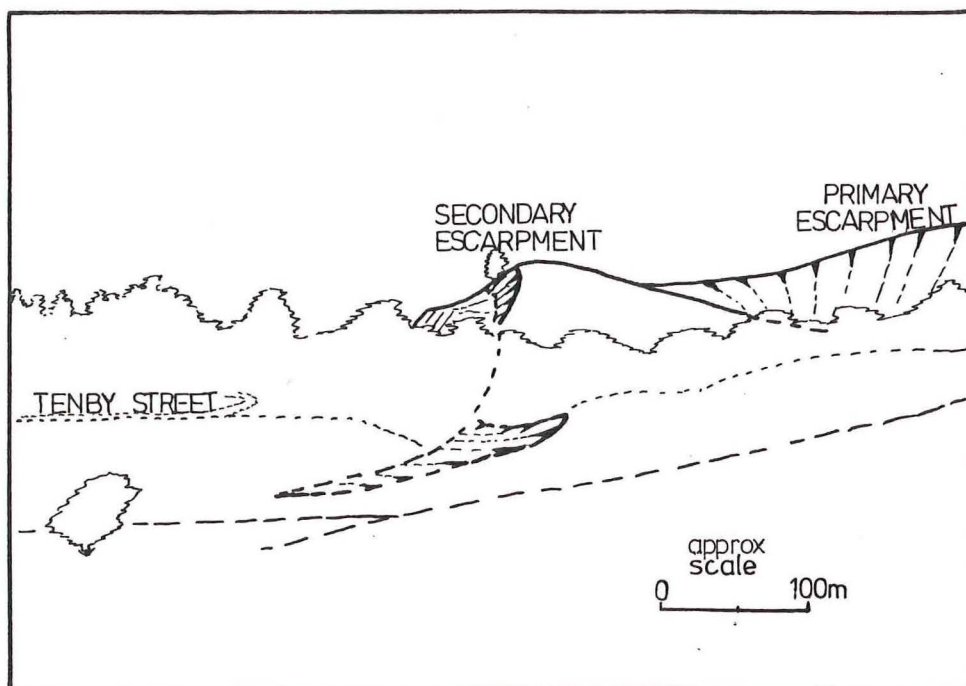 SECONDARY
ESCARPMENT
PRIMARY
ESCARPMENT
TENBY STREET
approx
scale
0 100m